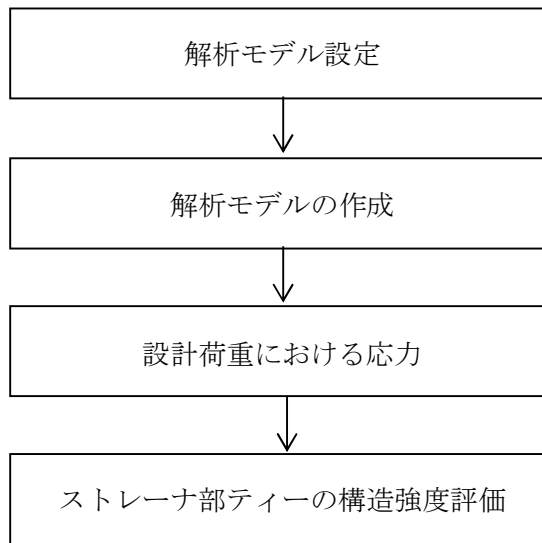 解析モデル設定
解析モデルの作成
設計荷重における応力
ストレーナ部ティーの構造強度評価